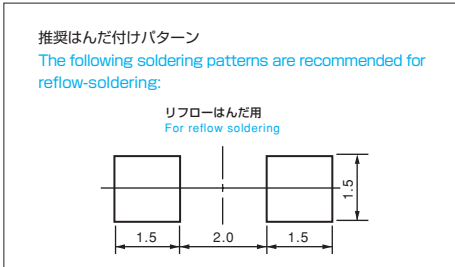 推奨はんだ付けパターン
The following soldering patterns are recommended for
reflow-soldering:
リフローはんだ用
For reflow soldering
1.5
1.5
2.0
1.5